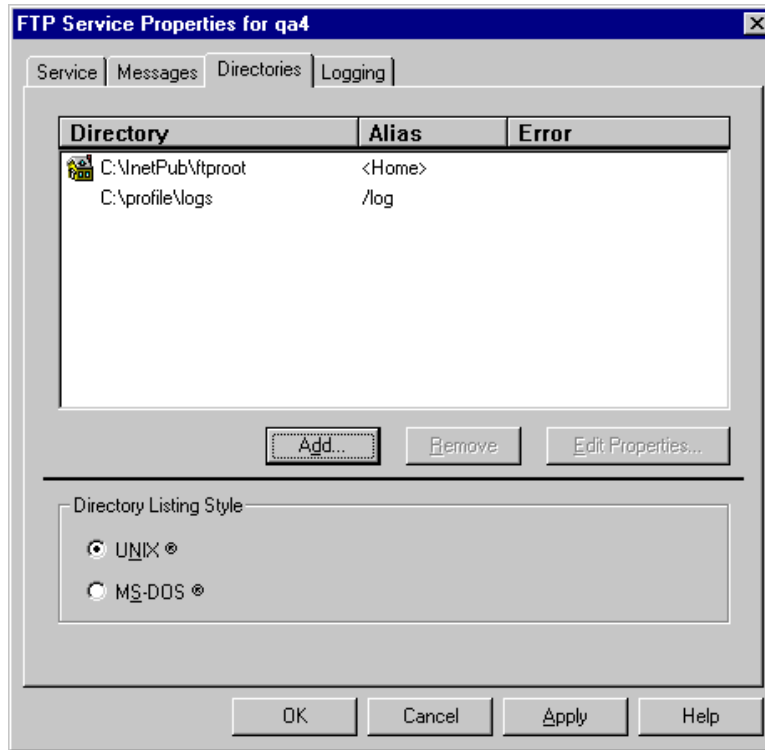 FTP Service Properties for qa4
Service Messages Directories Logging
Directory Alias Error
C:\InetPub\ftproot <Home>
C:\profile\logs /log
Add... Remove Edit Properties...
Directory Listing Style
UNIX ®
MS-DOS ®
OK Cancel Apply Help